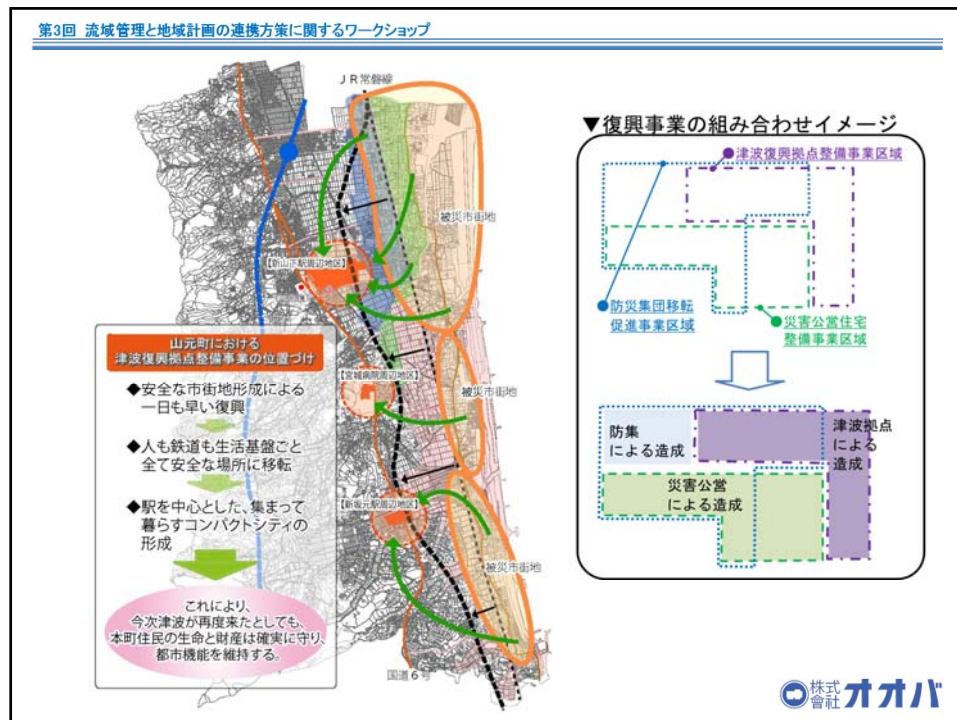 第3回 流域管理と地域計画の連携方策に関するワークショップ
JR常磐線
被災市街地
【新山下駅周辺地区】
【宮城病院周辺地区】
被災市街地
【新坂元駅周辺地区】
被災市街地
国道6号
山元町における
津波復興拠点整備事業の位置づけ
◆安全な市街地形成による
一日も早い復興
◆人も鉄道も生活基盤ごと
全て安全な場所に移転
◆駅を中心とした、集まって
暮らすコンパクトシティの
形成
これにより、
今次津波が再度来たとしても、
本町住民の生命と財産は確実に守り、
都市機能を維持する。
▼復興事業の組み合わせイメージ
津波復興拠点整備事業区域
防災集団移転
促進事業区域
災害公営住宅
整備事業区域
防集
による造成
津波拠点
による
造成
災害公営
による造成
株式
會社
オオバ